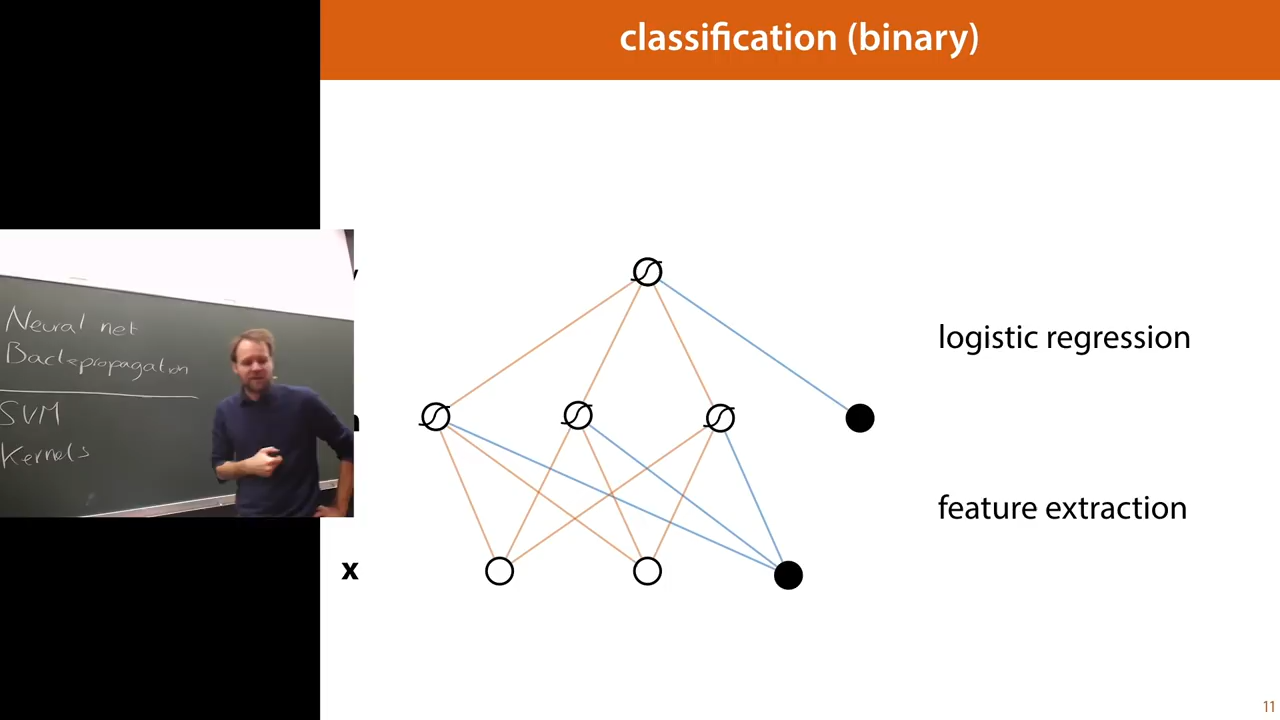 classification (binary)
Neural net
Backpropagation
SVM
Kernels
logistic regression
feature extraction
x
11